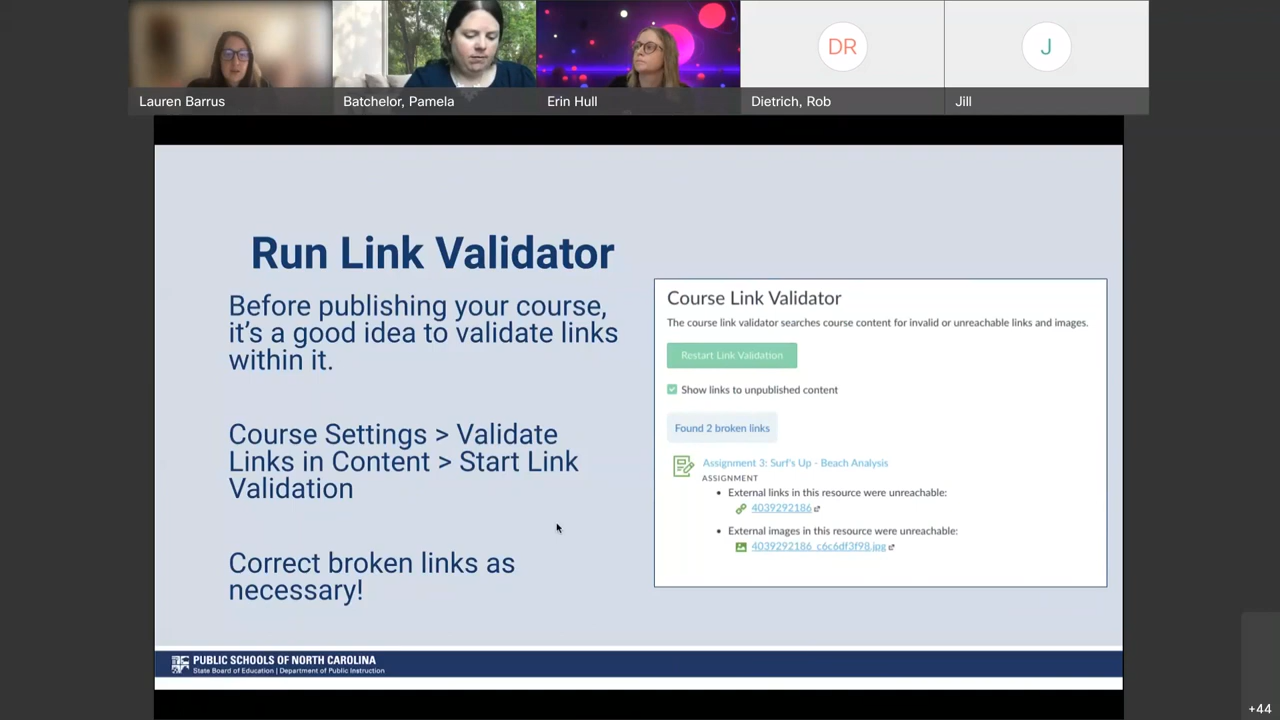 Lauren Barrus
Batchelor, Pamela
Erin Hull
DR
Dietrich, Rob
J
Jill
Run Link Validator
Before publishing your course,
it's a good idea to validate links
within it.
Course Settings > Validate
Links in Content > Start Link
Validation
Correct broken links as
necessary!
Course Link Validator
The course link validator searches course content for invalid or unreachable links and images.
Restart Link Validation
Show links to unpublished content
Found 2 broken links
Assignment 3: Surf's Up - Beach Analysis
ASSIGNMENT
• External links in this resource were unreachable:
4039292186
• External images in this resource were unreachable:
4039292186_c6c6df3f98.jpg
PUBLIC SCHOOLS OF NORTH CAROLINA
State Board of Education | Department of Public Instruction
+44